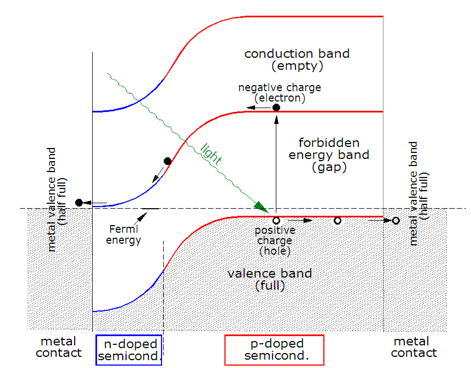 conduction band
(empty)
negative charge
(electron)
forbidden
energy band
(gap)
light
metal valence band
(half full)
metal valence band
(half full)
Fermi
energy
positive
charge
(hole)
valence band
(full)
metal
contact
n-doped
semicond.
p-doped
semicond.
metal
contact